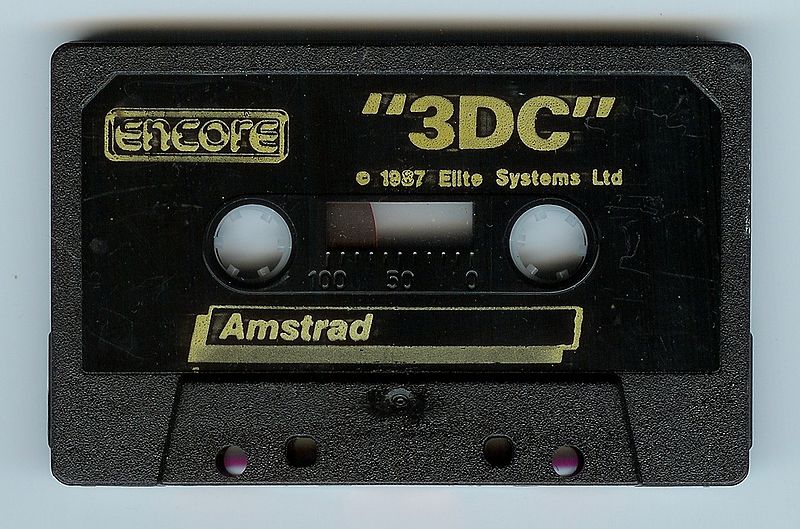 encore
"3DC"
© 1987 Elite Systems Ltd
100 50 0
Amstrad